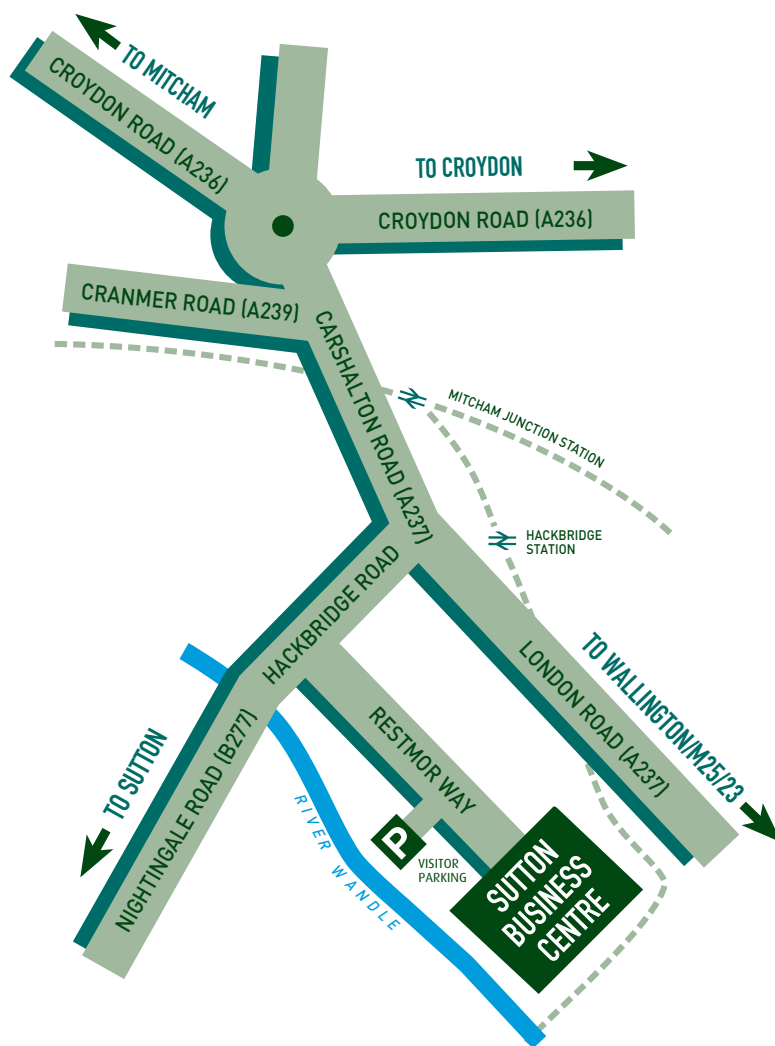 TO MITCHAM
CROYDON ROAD (A236)
TO CROYDON
CROYDON ROAD (A236)
CRANMER ROAD (A239)
CARSHALTON ROAD (A237)
MITCHAM JUNCTION STATION
HACKBRIDGE
STATION
HACKBRIDGE ROAD
LONDON ROAD (A237)
TO WALLINGTON/M25/23
RESTMOR WAY
TO SUTTON
NIGHTINGALE ROAD (B277)
RIVER WANDLE
P
VISITOR
PARKING
SUTTON
BUSINESS
CENTRE